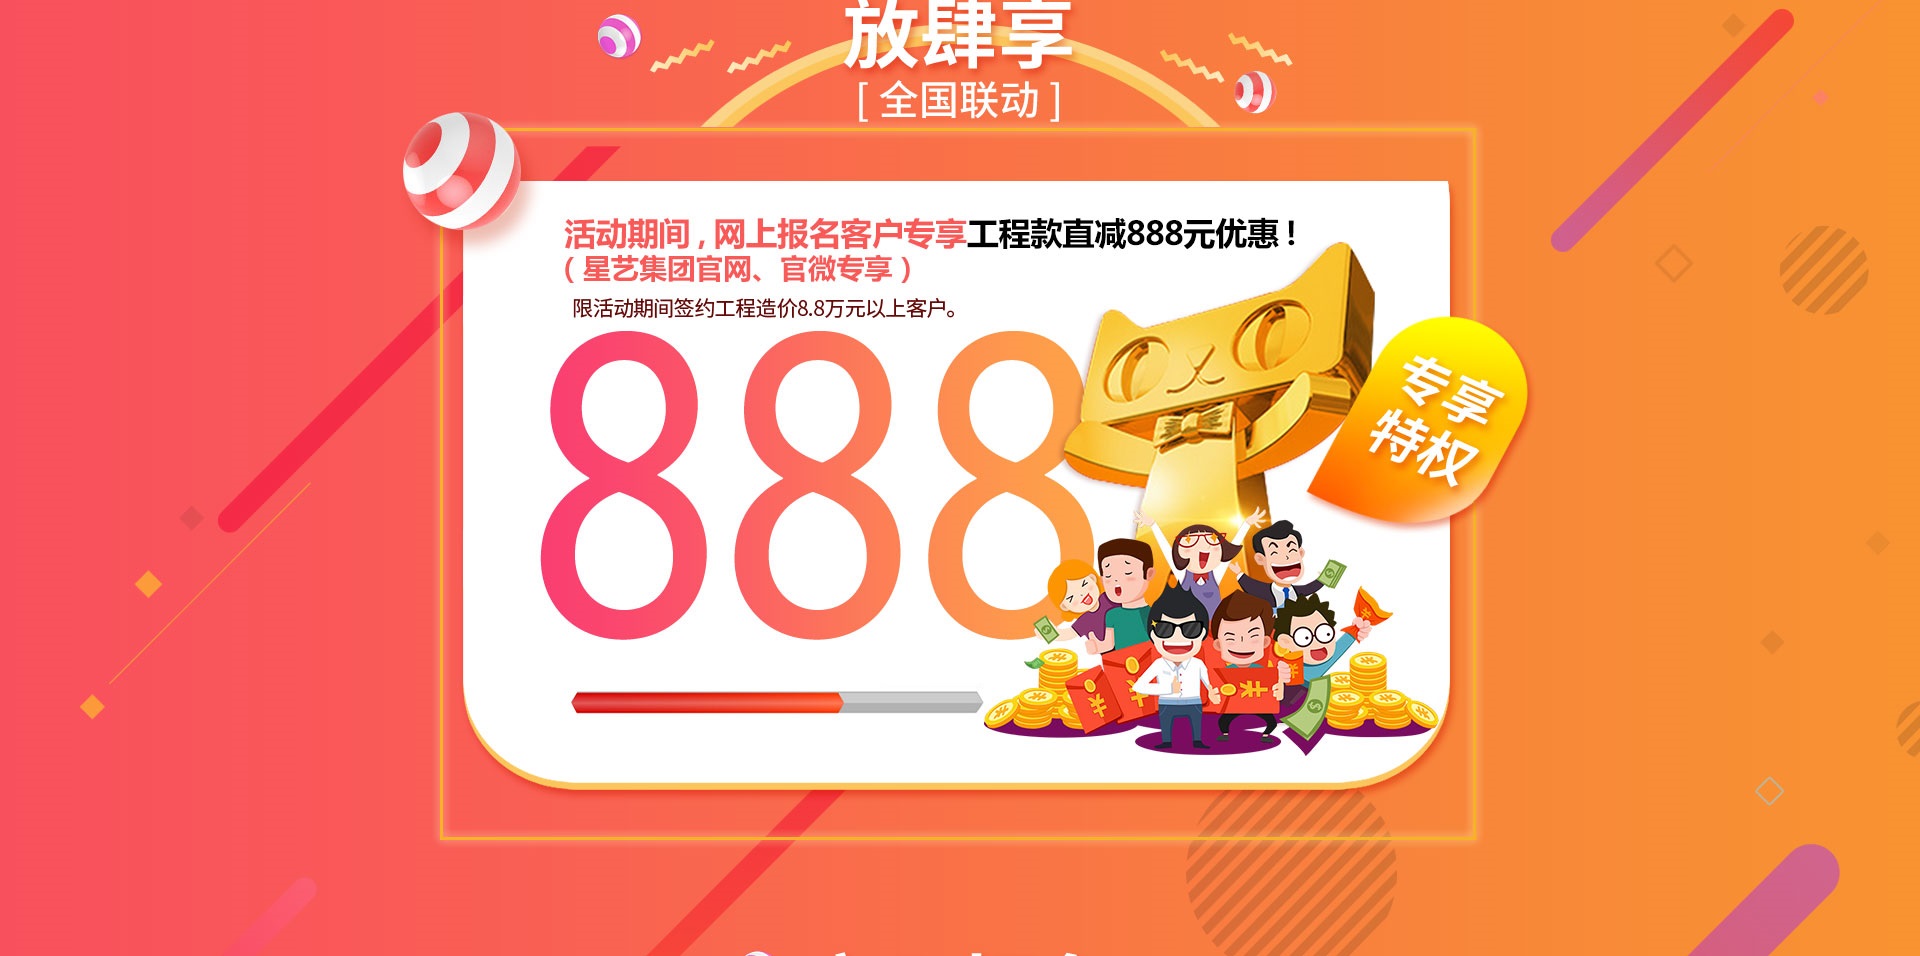 放肆享
[ 全国联动 ]
活动期间，网上报名客户专享工程款直减888元优惠！
（星艺集团官网、官微专享）
限活动期间签约工程造价8.8万元以上客户。
888
专享
特权